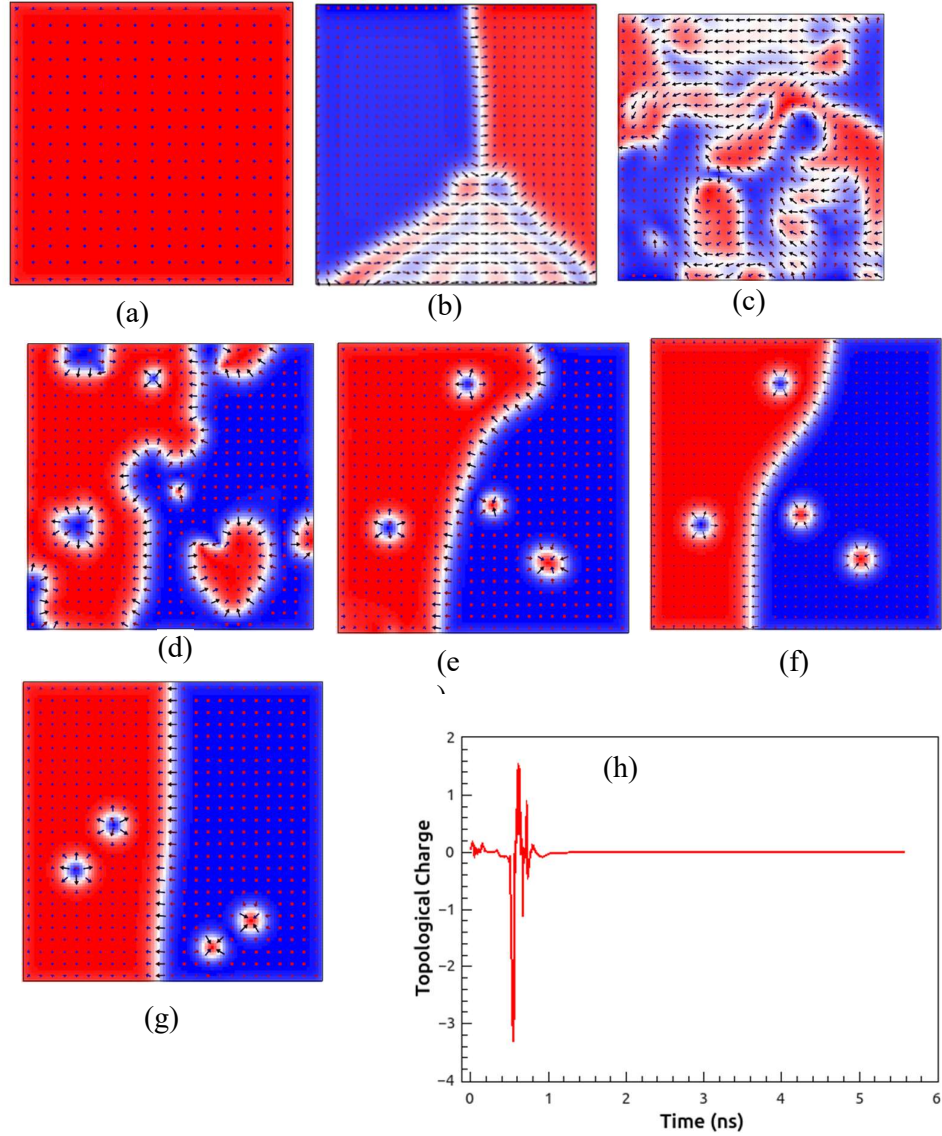 (a)
(b)
(c)
(d)
(e
)
(f)
(g)
(h)
2
1
0
−1
−2
−3
−4
Topological Charge
0 1 2 3 4 5 6
Time (ns)